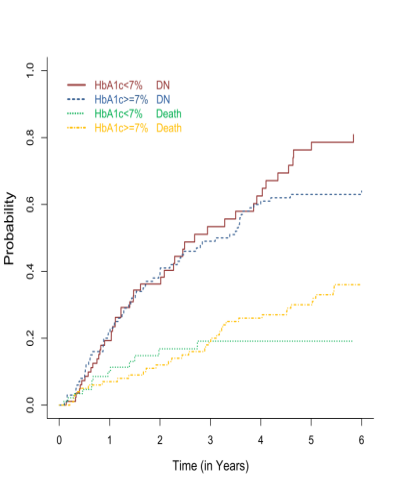 HbA1c<7% DN
HbA1c>=7% DN
HbA1c<7% Death
HbA1c>=7% Death
Probability
1.0
0.8
0.6
0.4
0.2
0.0
0 1 2 3 4 5 6
Time (in Years)